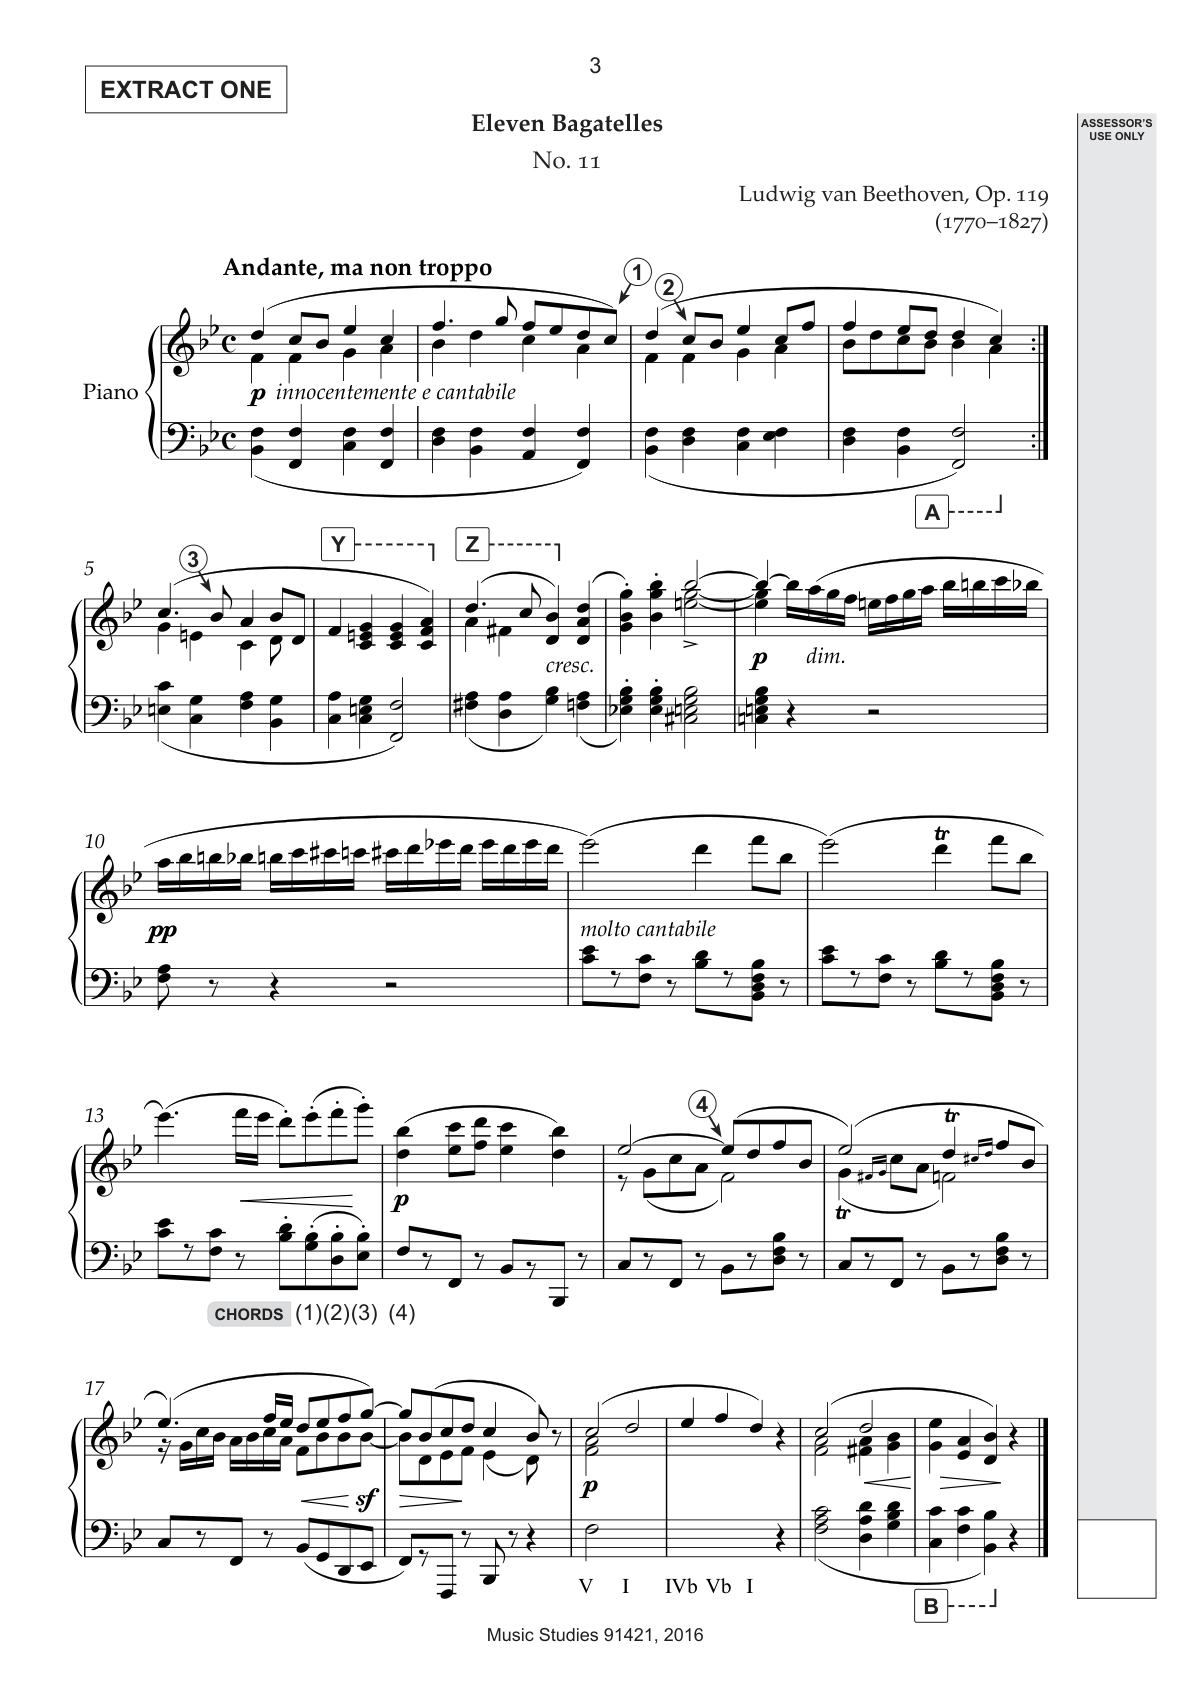 3
EXTRACT ONE
ASSESSOR'S
USE ONLY
Eleven Bagatelles
No. 11
Ludwig van Beethoven, Op. 119
(1770–1827)
Andante, ma non troppo
1
2
Piano
p innocentemente e cantabile
A
5
3
Y
Z
cresc.
p dim.
10
tr
pp
molto cantabile
13
4
tr
p
tr
CHORDS (1)(2)(3) (4)
17
sf
p
V I IVb Vb I
B
Music Studies 91421, 2016